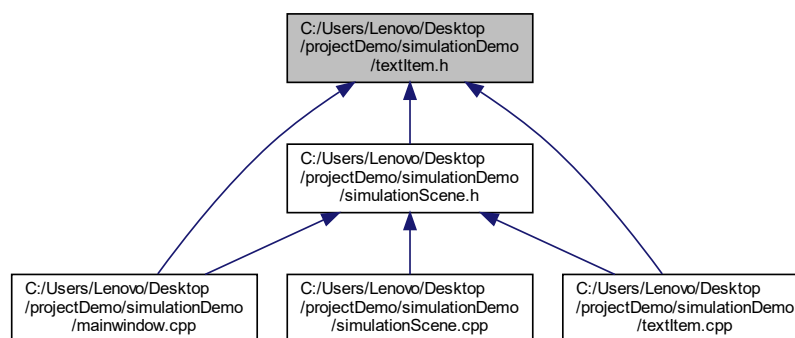 C:/Users/Lenovo/Desktop
/projectDemo/simulationDemo
/textItem.h
C:/Users/Lenovo/Desktop
/projectDemo/simulationDemo
/simulationScene.h
C:/Users/Lenovo/Desktop
/projectDemo/simulationDemo
/mainwindow.cpp
C:/Users/Lenovo/Desktop
/projectDemo/simulationDemo
/simulationScene.cpp
C:/Users/Lenovo/Desktop
/projectDemo/simulationDemo
/textItem.cpp